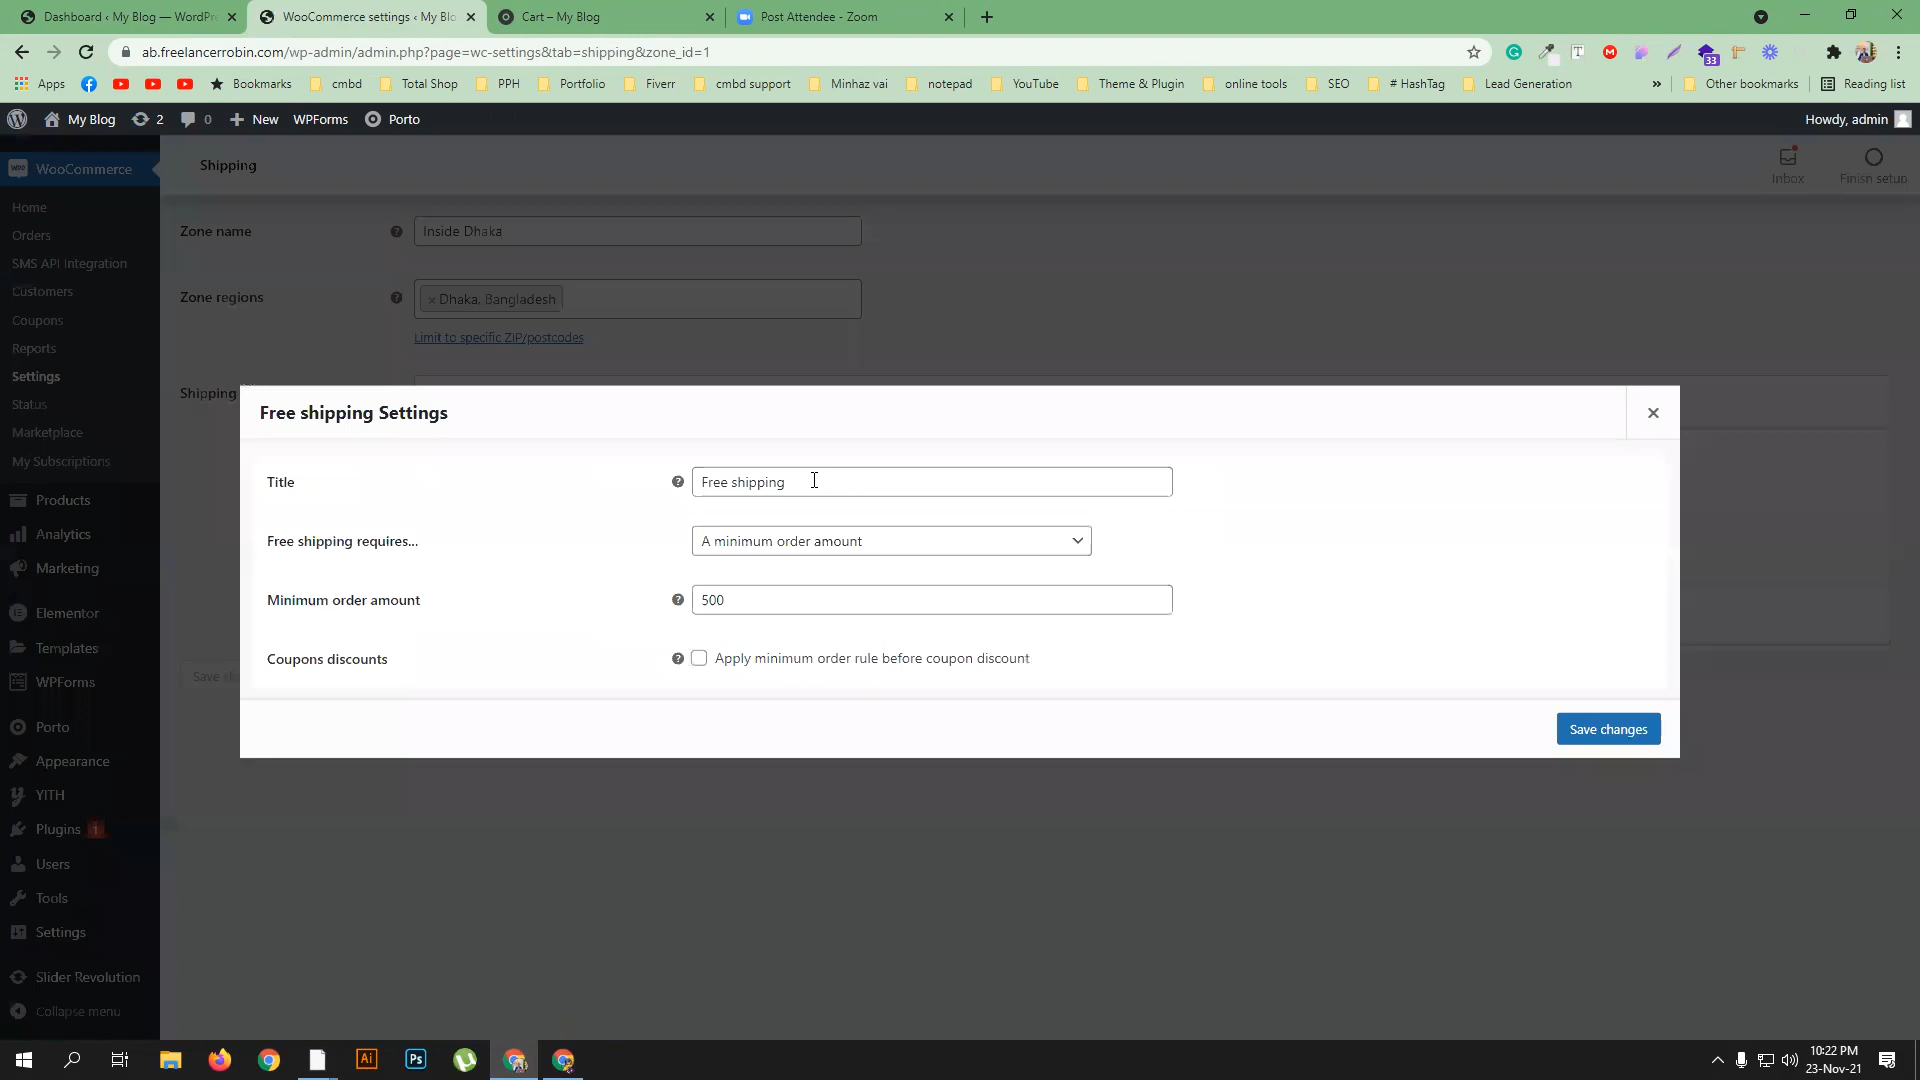 Dashboard ‹ My Blog — WordPre
WooCommerce settings ‹ My Blo
Cart – My Blog
Post Attendee - Zoom
ab.freelancerrobin.com/wp-admin/admin.php?page=wc-settings&tab=shipping&zone_id=1
33
Apps
Bookmarks
cmbd
Total Shop
PPH
Portfolio
Fiverr
cmbd support
Minhaz vai
notepad
YouTube
Theme & Plugin
online tools
SEO
# HashTag
Lead Generation
»
Other bookmarks
Reading list
My Blog
2
0
New
WPForms
Porto
Howdy, admin
WooCommerce
Shipping
Inbox
Finish setup
Home
Orders
SMS API Integration
Customers
Coupons
Reports
Settings
Status
Marketplace
My Subscriptions
Products
Analytics
Marketing
Elementor
Templates
WPForms
Porto
Appearance
YITH
Plugins 1
Users
Tools
Settings
Slider Revolution
Collapse menu
Zone name
Inside Dhaka
Zone regions
× Dhaka, Bangladesh
Limit to specific ZIP/postcodes
Shipping
Free shipping Settings
Title
Free shipping
Free shipping requires...
A minimum order amount
Minimum order amount
500
Coupons discounts
Apply minimum order rule before coupon discount
Save changes
Ai
Ps
10:22 PM
23-Nov-21